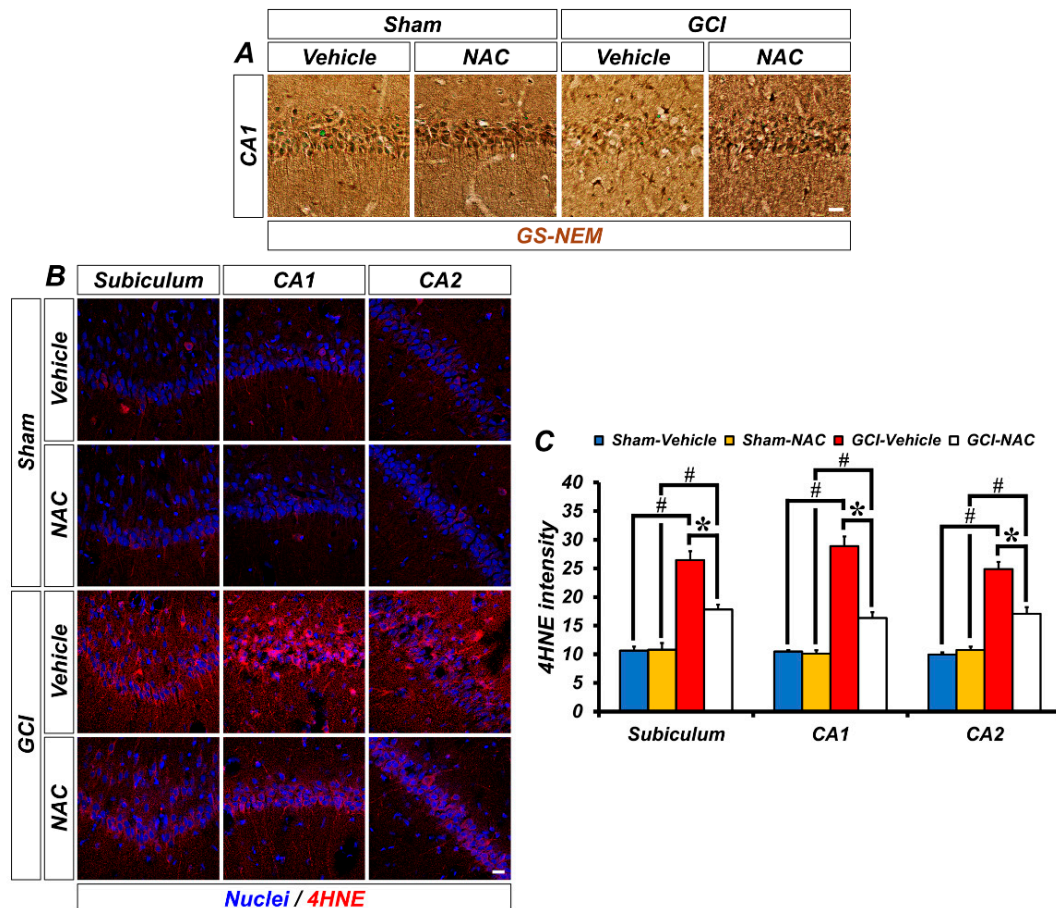 Sham GCI
A Vehicle NAC Vehicle NAC
CA1
GS-NEM
B Subiculum CA1 CA2
Sham
Vehicle
NAC
GCI
Vehicle
NAC
Nuclei / 4HNE
C Sham-Vehicle Sham-NAC GCI-Vehicle GCI-NAC
4HNE intensity
40
35
30
25
20
15
10
5
0
# # *
# # *
# # *
Subiculum CA1 CA2